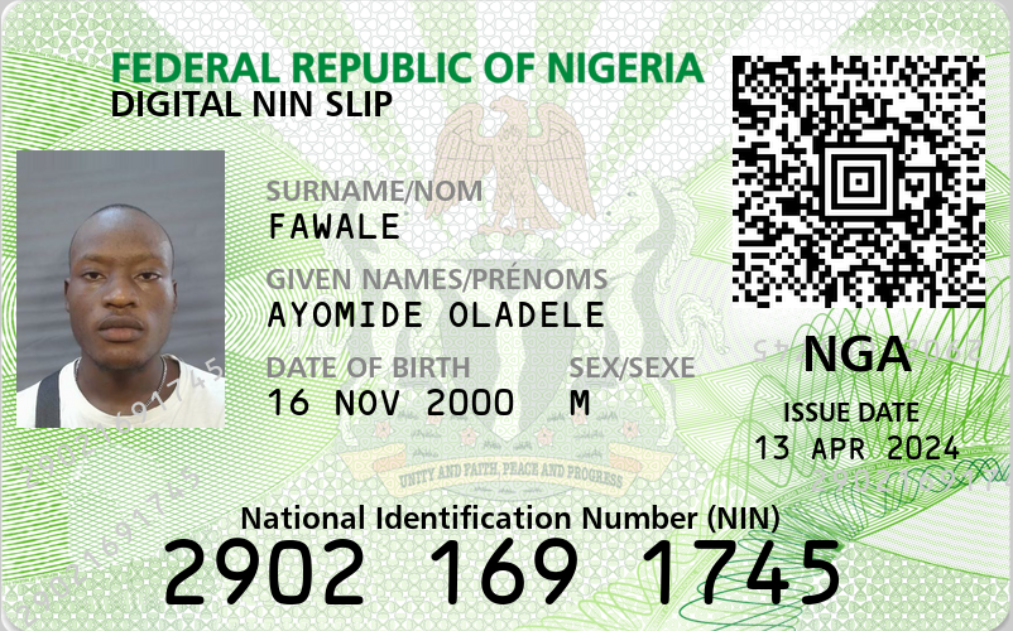 FEDERAL REPUBLIC OF NIGERIA
DIGITAL NIN SLIP
SURNAME/NOM
FAWALE
GIVEN NAMES/PRÉNOMS
AYOMIDE OLADELE
DATE OF BIRTH SEX/SEXE
16 NOV 2000 M
NGA
ISSUE DATE
13 APR 2024
UNITY AND FAITH, PEACE AND PROGRESS
National Identification Number (NIN)
2902 169 1745